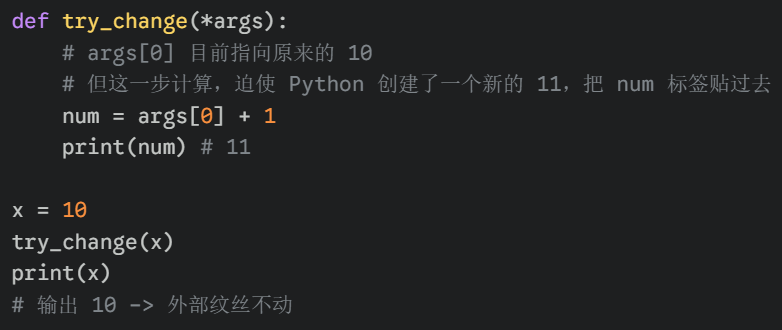 def try_change(*args):
    # args[0] 目前指向原来的 10
    # 但这一步计算，迫使 Python 创建了一个新的 11，把 num 标签贴过去
    num = args[0] + 1
    print(num) # 11

x = 10
try_change(x)
print(x)
# 输出 10 -> 外部纹丝不动